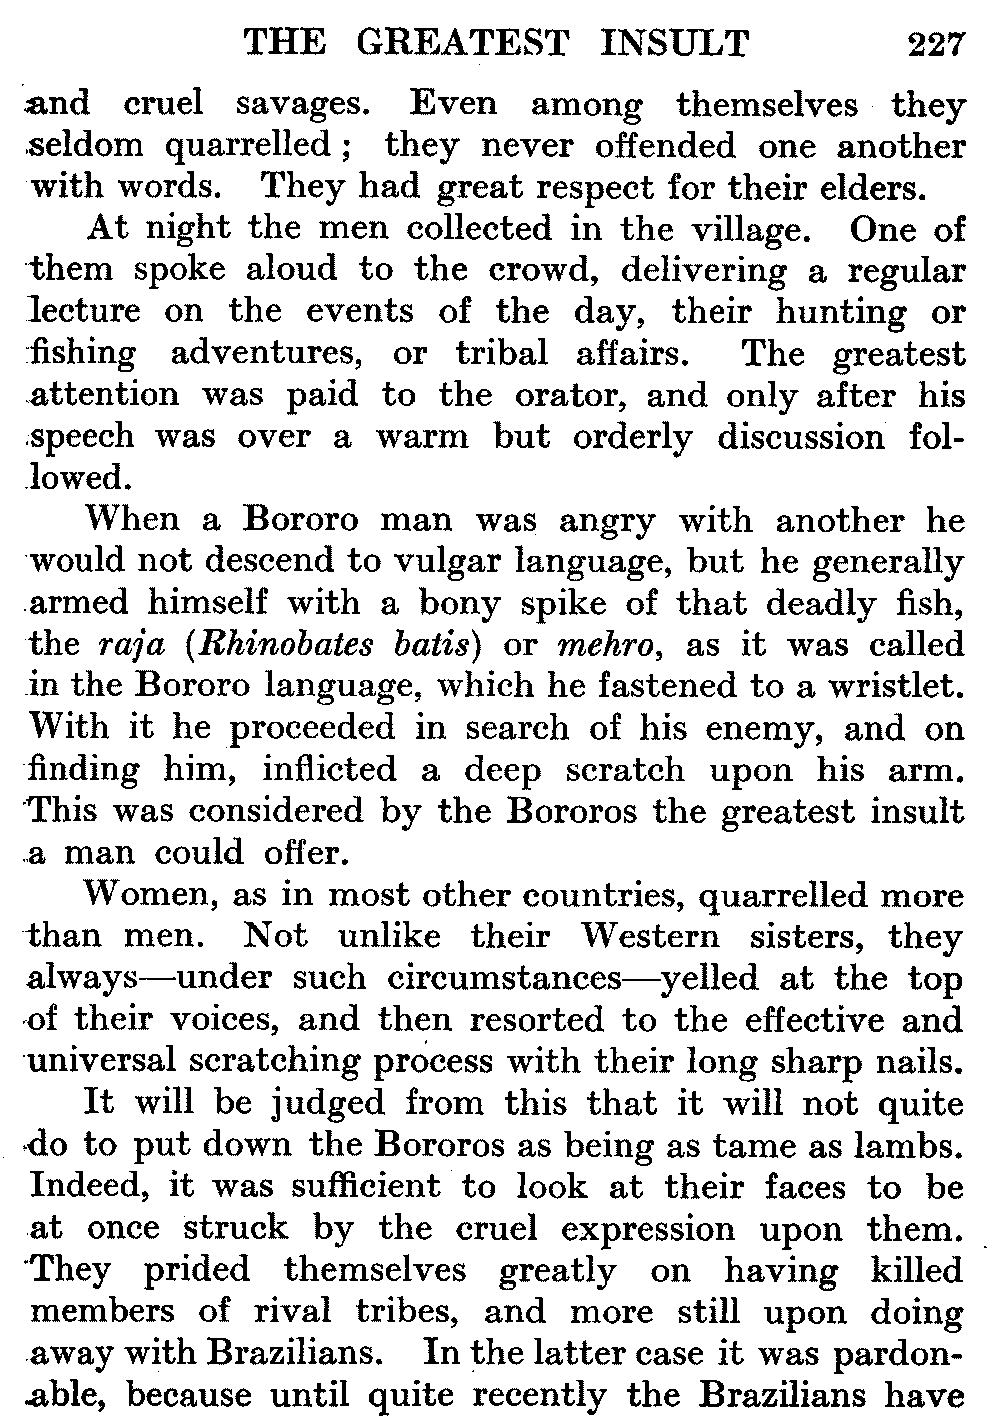 THE GREATEST INSULT 227
and cruel savages. Even among themselves they
seldom quarrelled; they never offended one another
with words. They had great respect for their elders.
At night the men collected in the village. One of
them spoke aloud to the crowd, delivering a regular
lecture on the events of the day, their hunting or
fishing adventures, or tribal affairs. The greatest
attention was paid to the orator, and only after his
speech was over a warm but orderly discussion fol-
lowed.
When a Bororo man was angry with another he
would not descend to vulgar language, but he generally
armed himself with a bony spike of that deadly fish,
the raja (Rhinobates batis) or mehro, as it was called
in the Bororo language, which he fastened to a wristlet.
With it he proceeded in search of his enemy, and on
finding him, inflicted a deep scratch upon his arm.
This was considered by the Bororos the greatest insult
a man could offer.
Women, as in most other countries, quarrelled more
than men. Not unlike their Western sisters, they
always—under such circumstances—yelled at the top
of their voices, and then resorted to the effective and
universal scratching process with their long sharp nails.
It will be judged from this that it will not quite
do to put down the Bororos as being as tame as lambs.
Indeed, it was sufficient to look at their faces to be
at once struck by the cruel expression upon them.
They prided themselves greatly on having killed
members of rival tribes, and more still upon doing
away with Brazilians. In the latter case it was pardon-
able, because until quite recently the Brazilians have